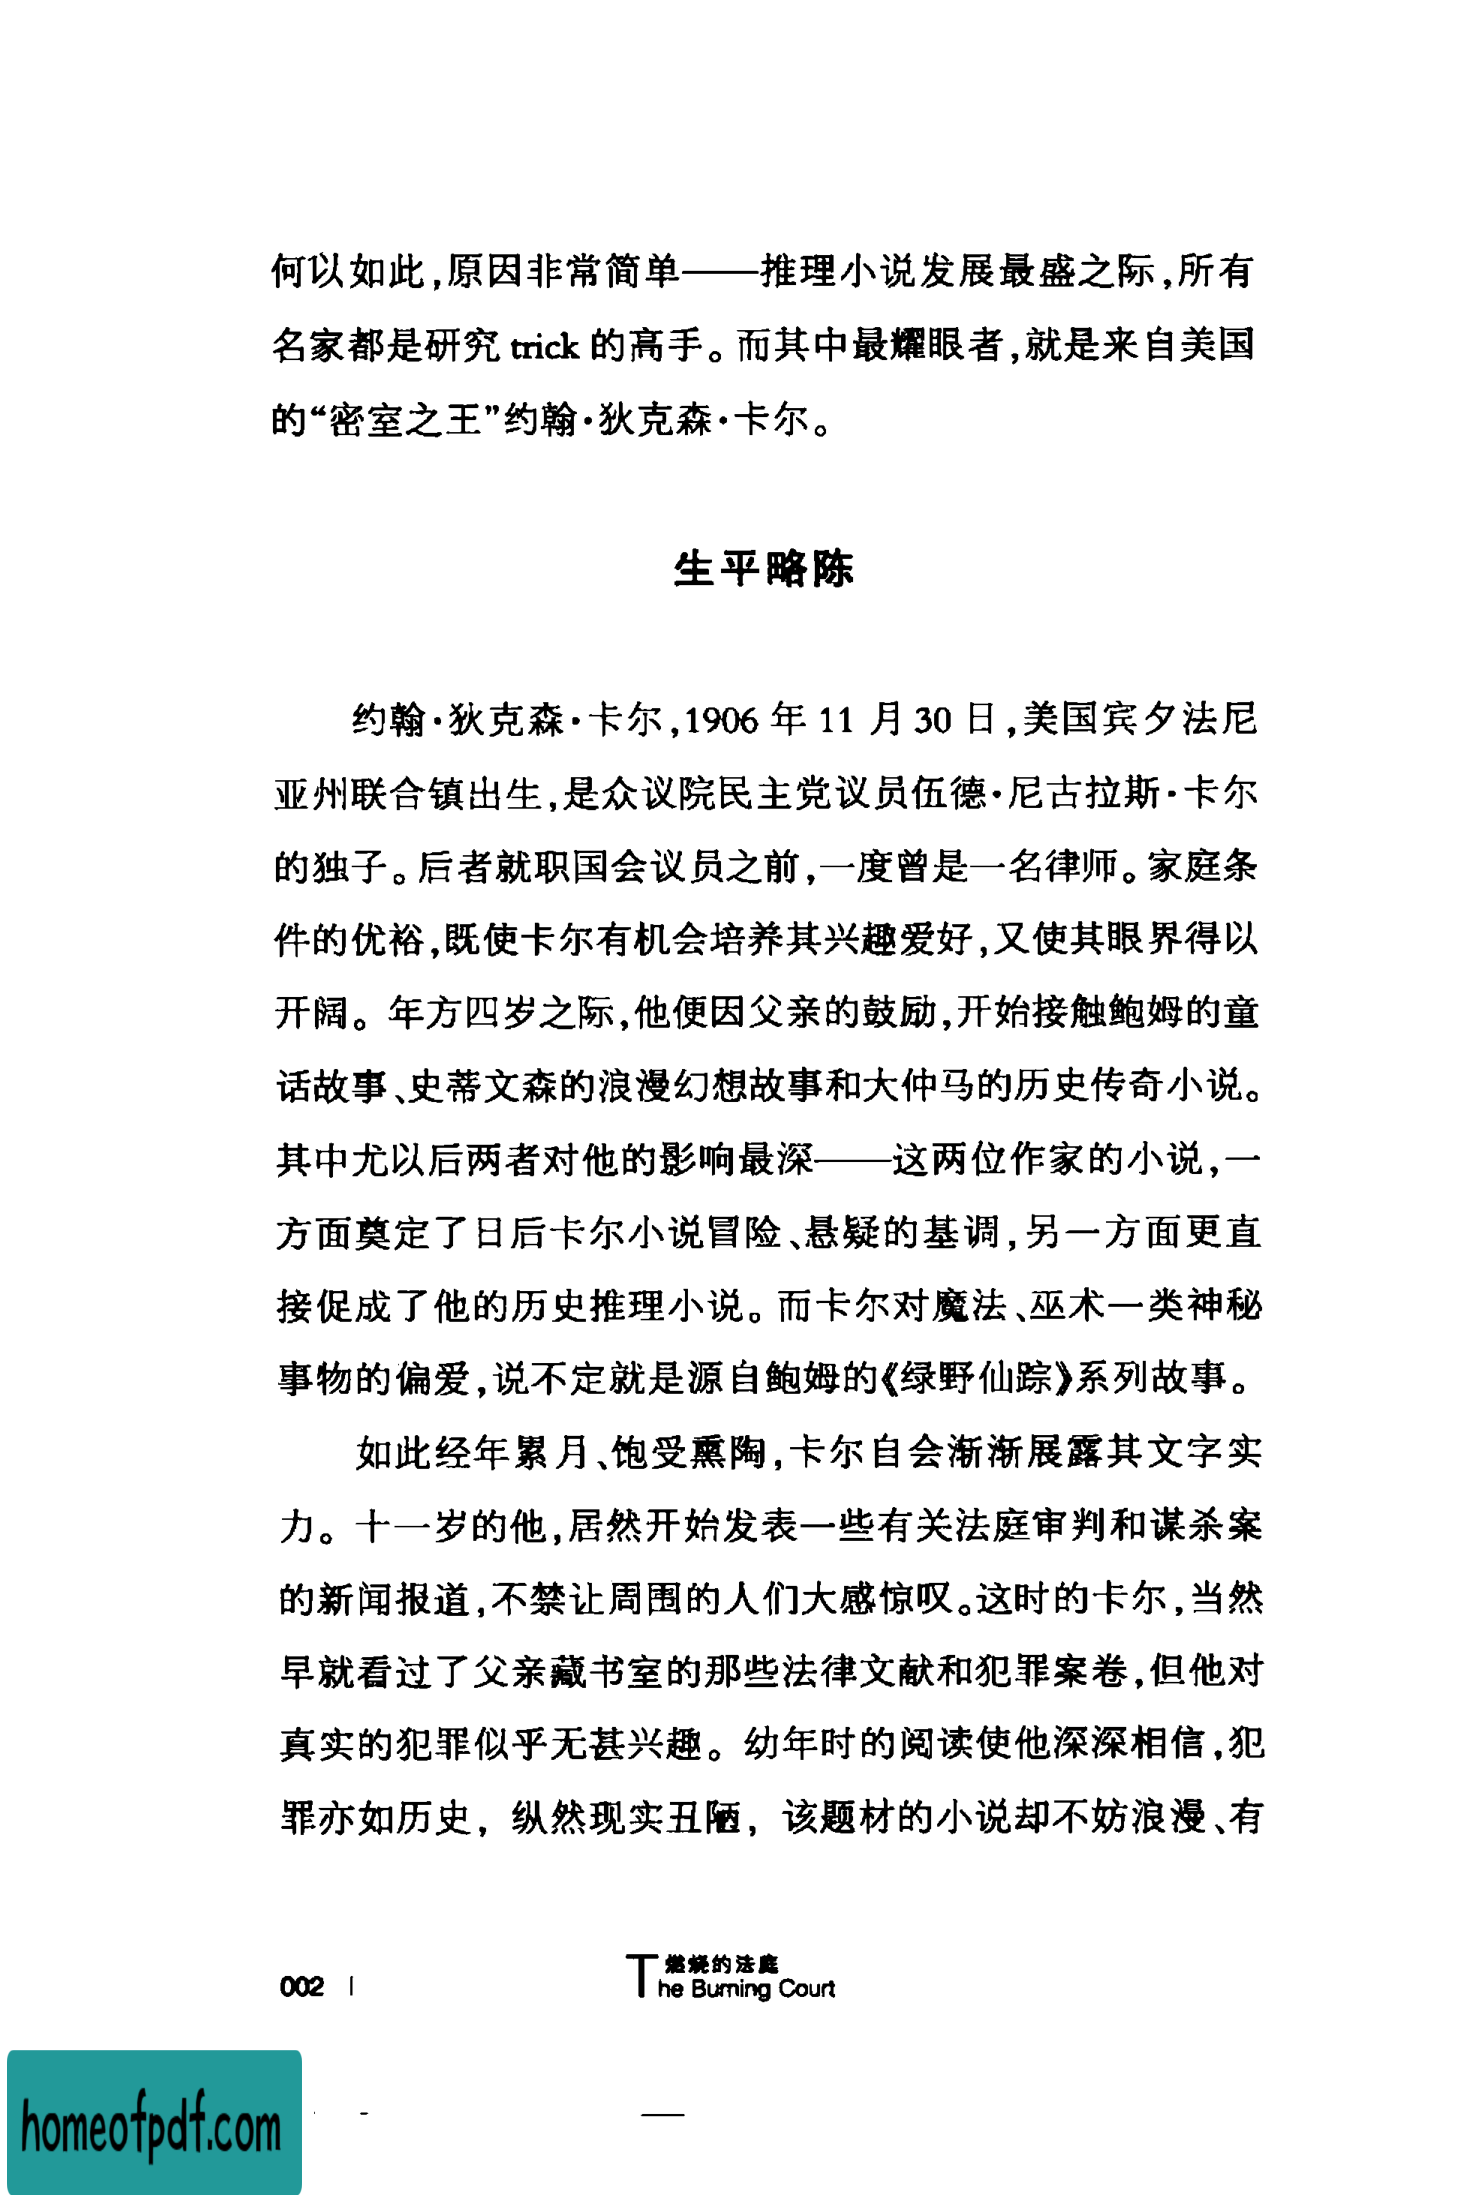 何以如此,原因非常简单——推理小说发展最盛之际,所有
名家都是研究 trick 的高手。而其中最耀眼者,就是来自美国
的“密室之王”约翰·狄克森·卡尔。
生平略陈
约翰·狄克森·卡尔,1906 年 11 月 30 日,美国宾夕法尼
亚州联合镇出生,是众议院民主党议员伍德·尼古拉斯·卡尔
的独子。后者就职国会议员之前,一度曾是一名律师。家庭条
件的优裕,既使卡尔有机会培养其兴趣爱好,又使其眼界得以
开阔。年方四岁之际,他便因父亲的鼓励,开始接触鲍姆的童
话故事、史蒂文森的浪漫幻想故事和大仲马的历史传奇小说。
其中尤以后两者对他的影响最深——这两位作家的小说,一
方面奠定了日后卡尔小说冒险、悬疑的基调,另一方面更直
接促成了他的历史推理小说。而卡尔对魔法、巫术一类神秘
事物的偏爱,说不定就是源自鲍姆的《绿野仙踪》系列故事。
如此经年累月、饱受熏陶,卡尔自会渐渐展露其文字实
力。十一岁的他,居然开始发表一些有关法庭审判和谋杀案
的新闻报道,不禁让周围的人们大感惊叹。这时的卡尔,当然
早就看过了父亲藏书室的那些法律文献和犯罪案卷,但他对
真实的犯罪似乎无甚兴趣。幼年时的阅读使他深深相信,犯
罪亦如历史,纵然现实丑陋,该题材的小说却不妨浪漫、有
002 |
燃烧的法庭
The Burning Court
homeofpdf.com